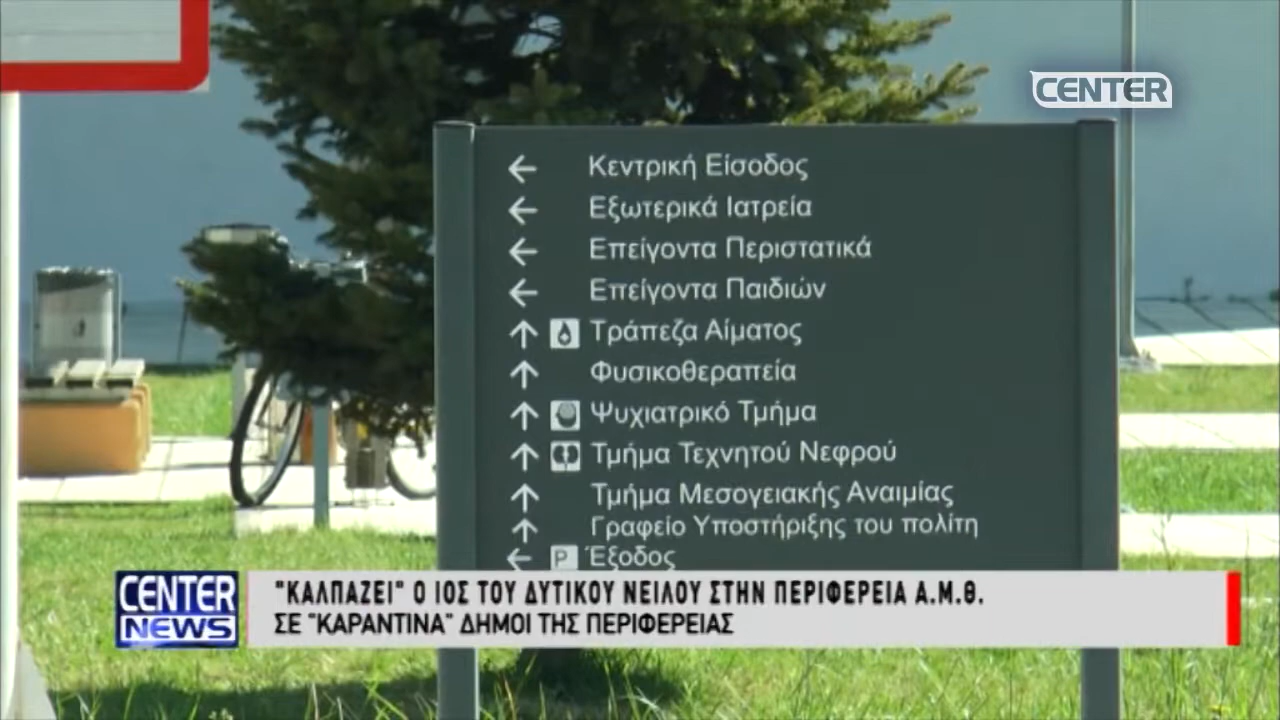 CENTER
← Κεντρική Είσοδος
← Εξωτερικά Ιατρεία
← Επείγοντα Περιστατικά
← Επείγοντα Παιδιών
↑ Τράπεζα Αίματος
↑ Φυσικοθεραπεία
↑ Ψυχιατρικό Τμήμα
↑ Τμήμα Τεχνητού Νεφρού
↑ Τμήμα Μεσογειακής Αναιμίας
↑ Γραφείο Υποστήριξης του πολίτη
← P Έξοδος
CENTER NEWS
"ΚΑΛΠΑΖΕΙ" Ο ΙΟΣ ΤΟΥ ΔΥΤΙΚΟΥ ΝΕΙΛΟΥ ΣΤΗΝ ΠΕΡΙΦΕΡΕΙΑ Α.Μ.Θ.
ΣΕ "ΚΑΡΑΝΤΙΝΑ" ΔΗΜΟΙ ΤΗΣ ΠΕΡΙΦΕΡΕΙΑΣ